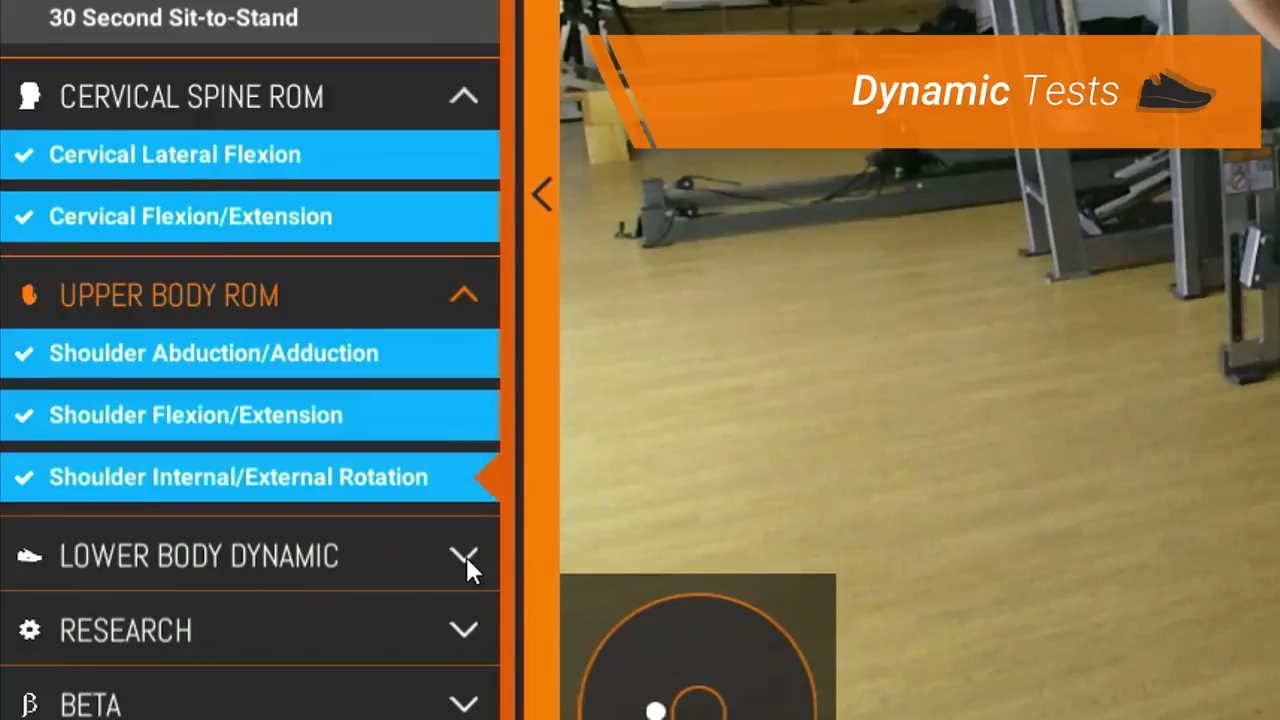 30 Second Sit-to-Stand
CERVICAL SPINE ROM
Cervical Lateral Flexion
Cervical Flexion/Extension
UPPER BODY ROM
Shoulder Abduction/Adduction
Shoulder Flexion/Extension
Shoulder Internal/External Rotation
LOWER BODY DYNAMIC
RESEARCH
β BETA
Dynamic Tests